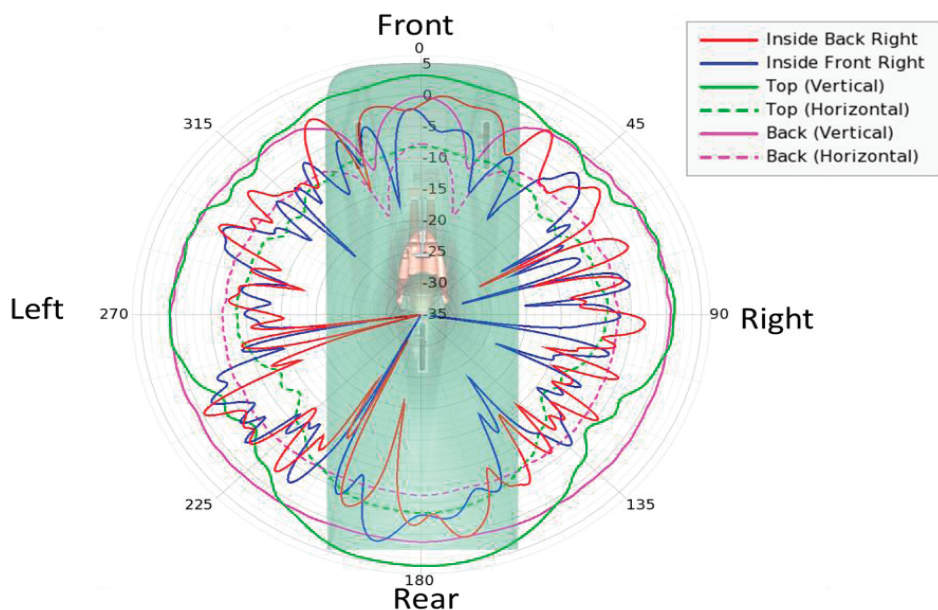 Front
0
5
0
-5
-10
-15
-20
-25
-30
-35
45
90
Right
135
180
Rear
225
Left
270
315
Inside Back Right
Inside Front Right
Top (Vertical)
Top (Horizontal)
Back (Vertical)
Back (Horizontal)